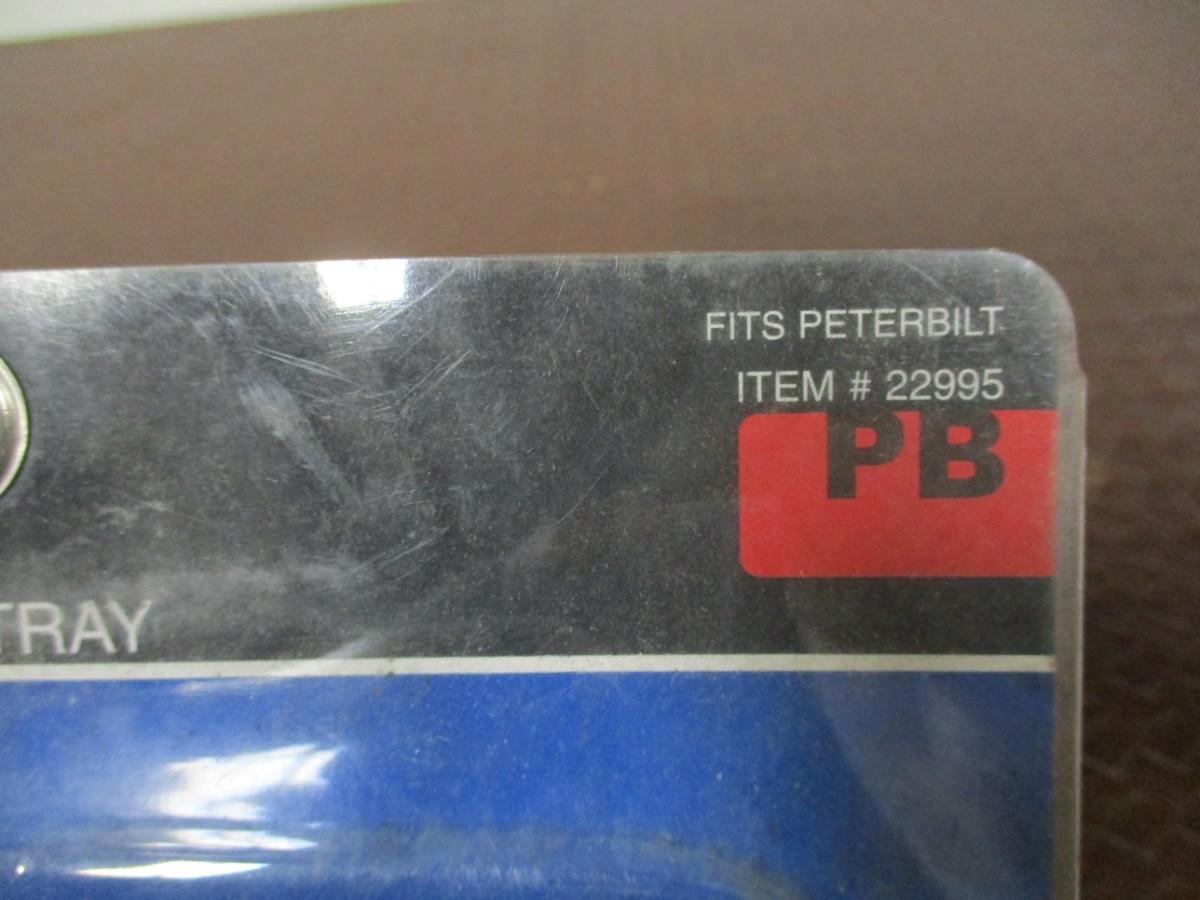 FITS PETERBILT
ITEM # 22995
PB
TRAY